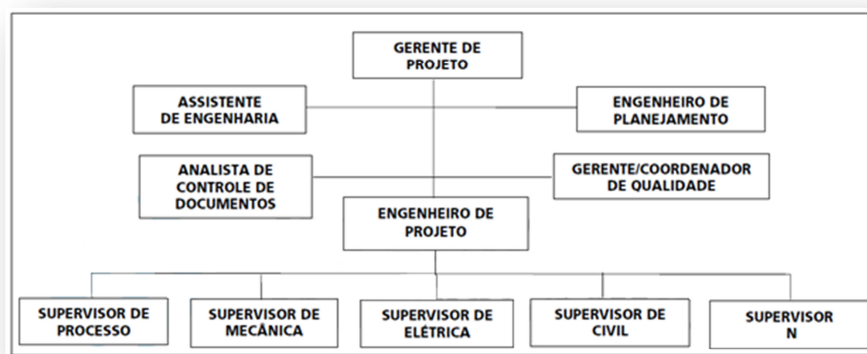 GERENTE DE
PROJETO
ASSISTENTE
DE ENGENHARIA
ENGENHEIRO DE
PLANEJAMENTO
ANALISTA DE
CONTROLE DE
DOCUMENTOS
GERENTE/COORDENADOR
DE QUALIDADE
ENGENHEIRO DE
PROJETO
SUPERVISOR DE
PROCESSO
SUPERVISOR DE
MECÂNICA
SUPERVISOR DE
ELÉTRICA
SUPERVISOR DE
CIVIL
SUPERVISOR
N